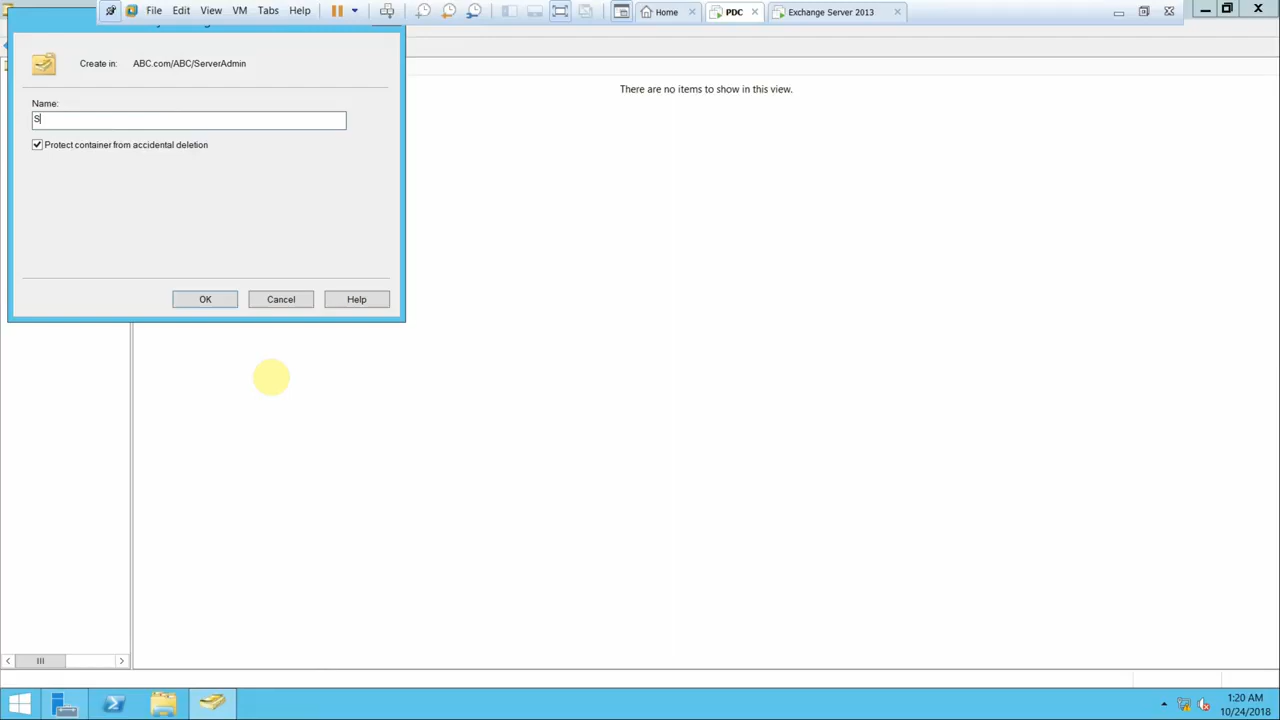 File Edit View VM Tabs Help Home PDC Exchange Server 2013
Create in: ABC.com/ABC/ServerAdmin
There are no items to show in this view.
Name:
S
Protect container from accidental deletion
OK Cancel Help
1:20 AM
10/24/2018